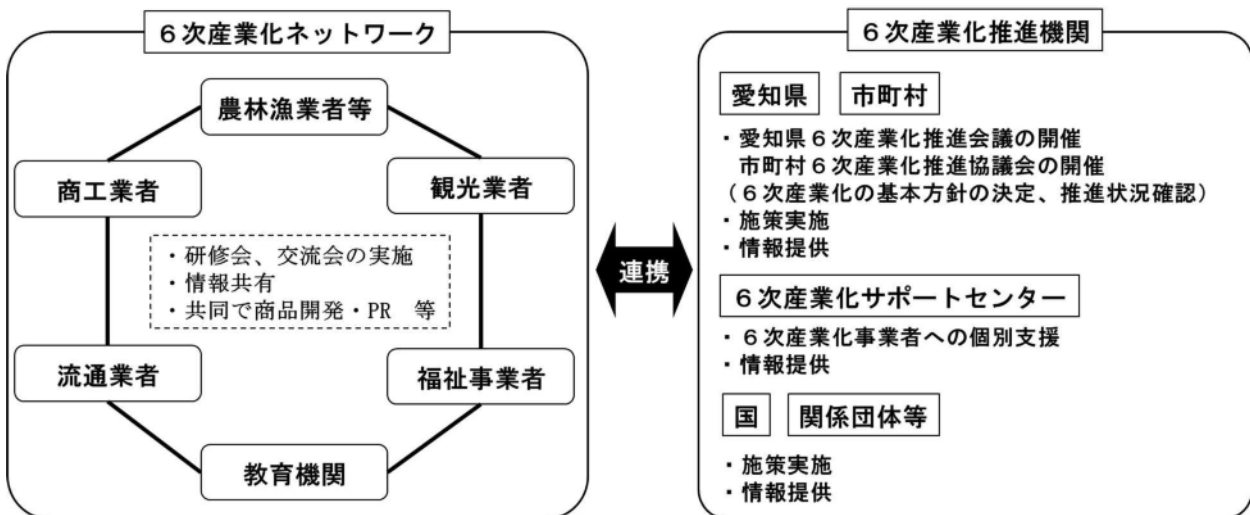 ６次産業化ネットワーク
農林漁業者等
商工業者
観光業者
・研修会、交流会の実施
・情報共有
・共同で商品開発・PR　等
流通業者
福祉事業者
教育機関
連携
６次産業化推進機関
愛知県
市町村
・愛知県６次産業化推進会議の開催
市町村６次産業化推進協議会の開催
（６次産業化の基本方針の決定、推進状況確認）
・施策実施
・情報提供
６次産業化サポートセンター
・６次産業化事業者への個別支援
・情報提供
国
関係団体等
・施策実施
・情報提供